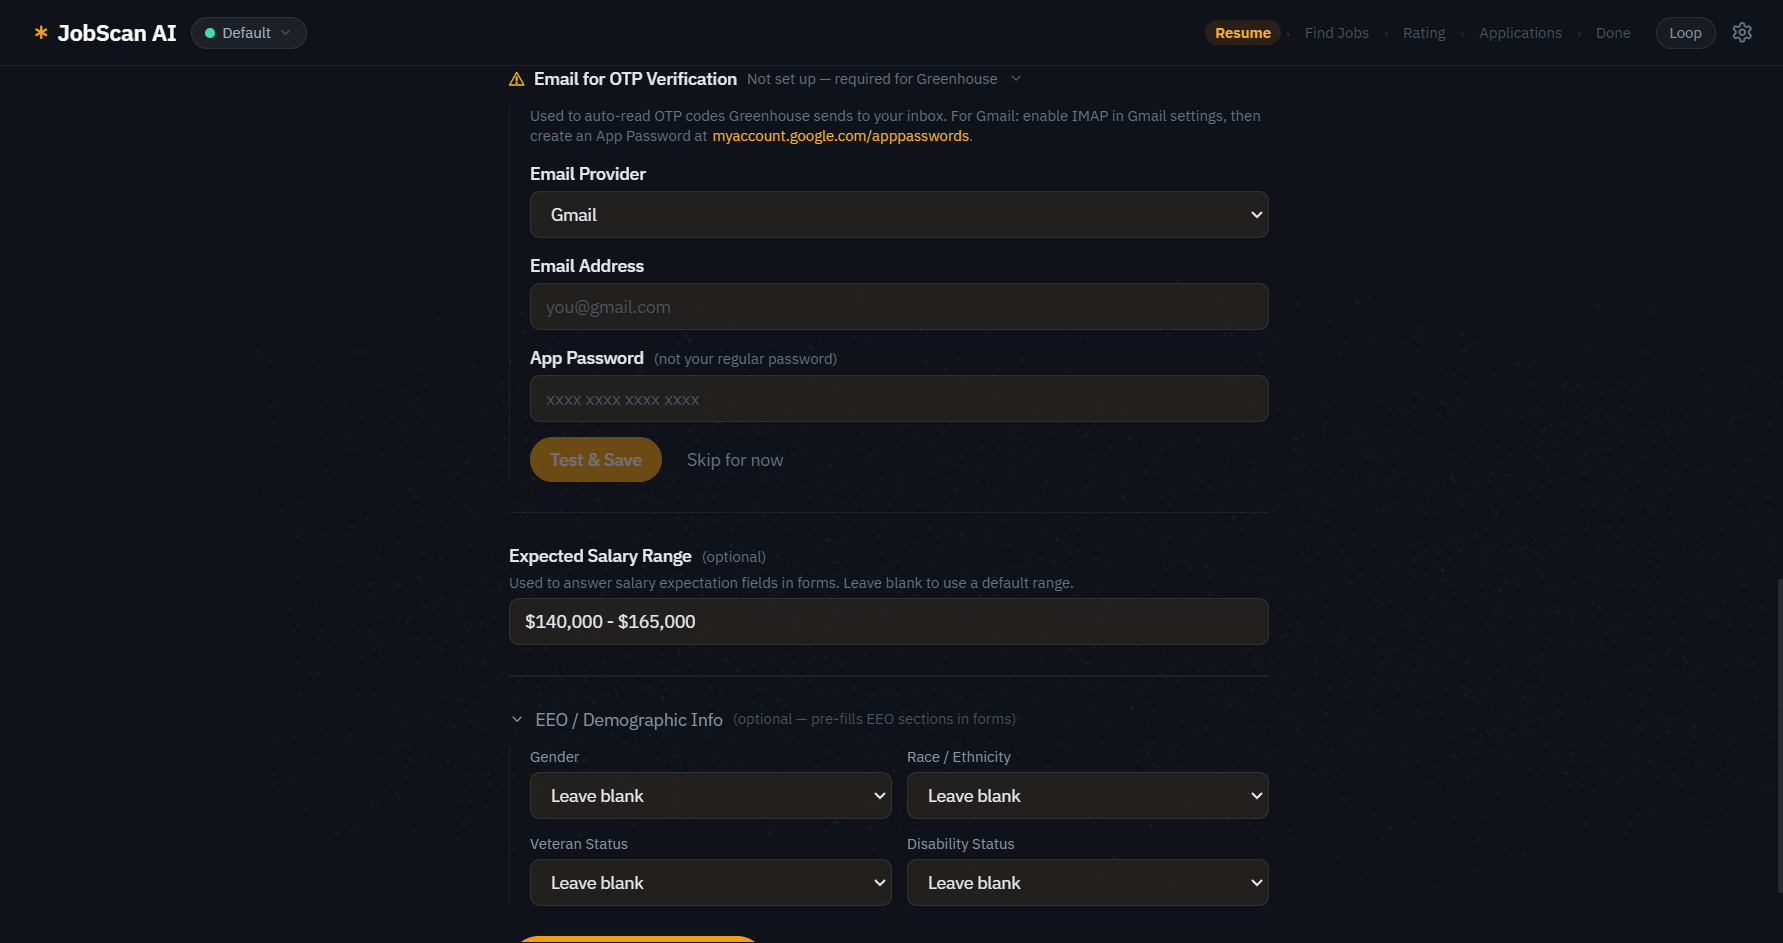 JobScan AI Default Resume › Find Jobs › Rating › Applications › Done Loop
Email for OTP Verification Not set up — required for Greenhouse
Used to auto-read OTP codes Greenhouse sends to your inbox. For Gmail: enable IMAP in Gmail settings, then
create an App Password at myaccount.google.com/apppasswords.
Email Provider
Gmail
Email Address
you@gmail.com
App Password (not your regular password)
xxxx xxxx xxxx xxxx
Test & Save Skip for now
Expected Salary Range (optional)
Used to answer salary expectation fields in forms. Leave blank to use a default range.
$140,000 - $165,000
EEO / Demographic Info (optional — pre-fills EEO sections in forms)
Gender Race / Ethnicity
Leave blank Leave blank
Veteran Status Disability Status
Leave blank Leave blank